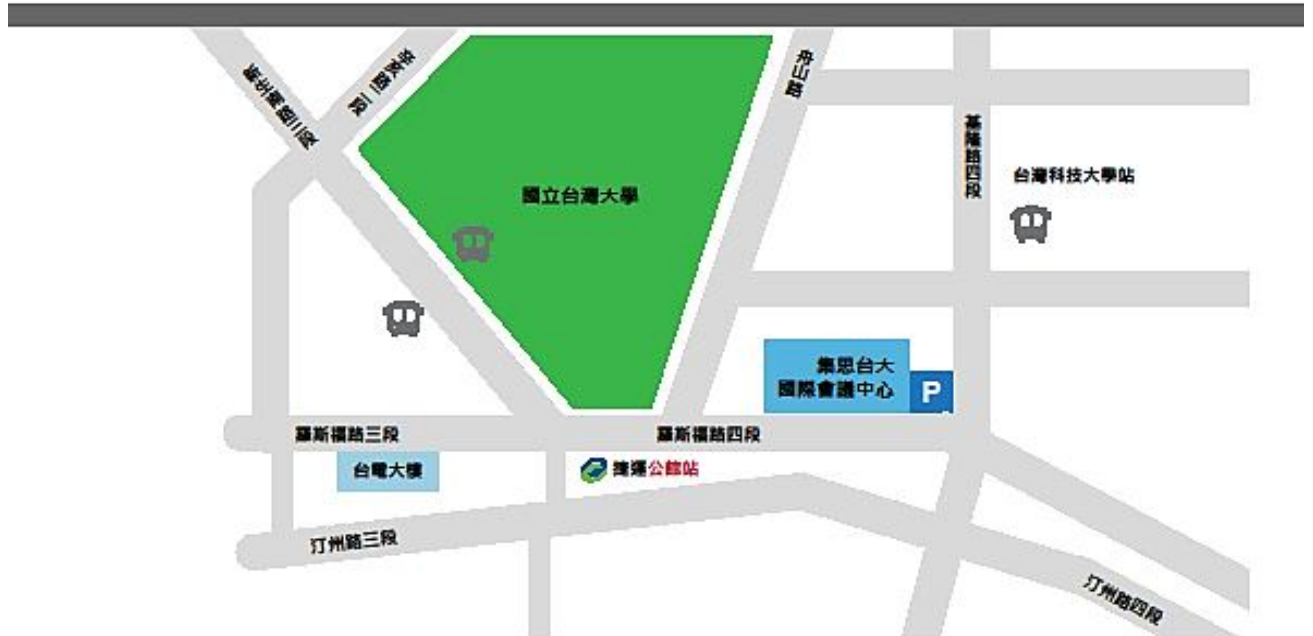 新生南路三段
辛亥路二段
舟山路
基隆路四段
國立台灣大學
台灣科技大學站
集思台大
國際會議中心
P
羅斯福路三段
羅斯福路四段
台電大樓
捷運公館站
汀州路三段
汀州路四段